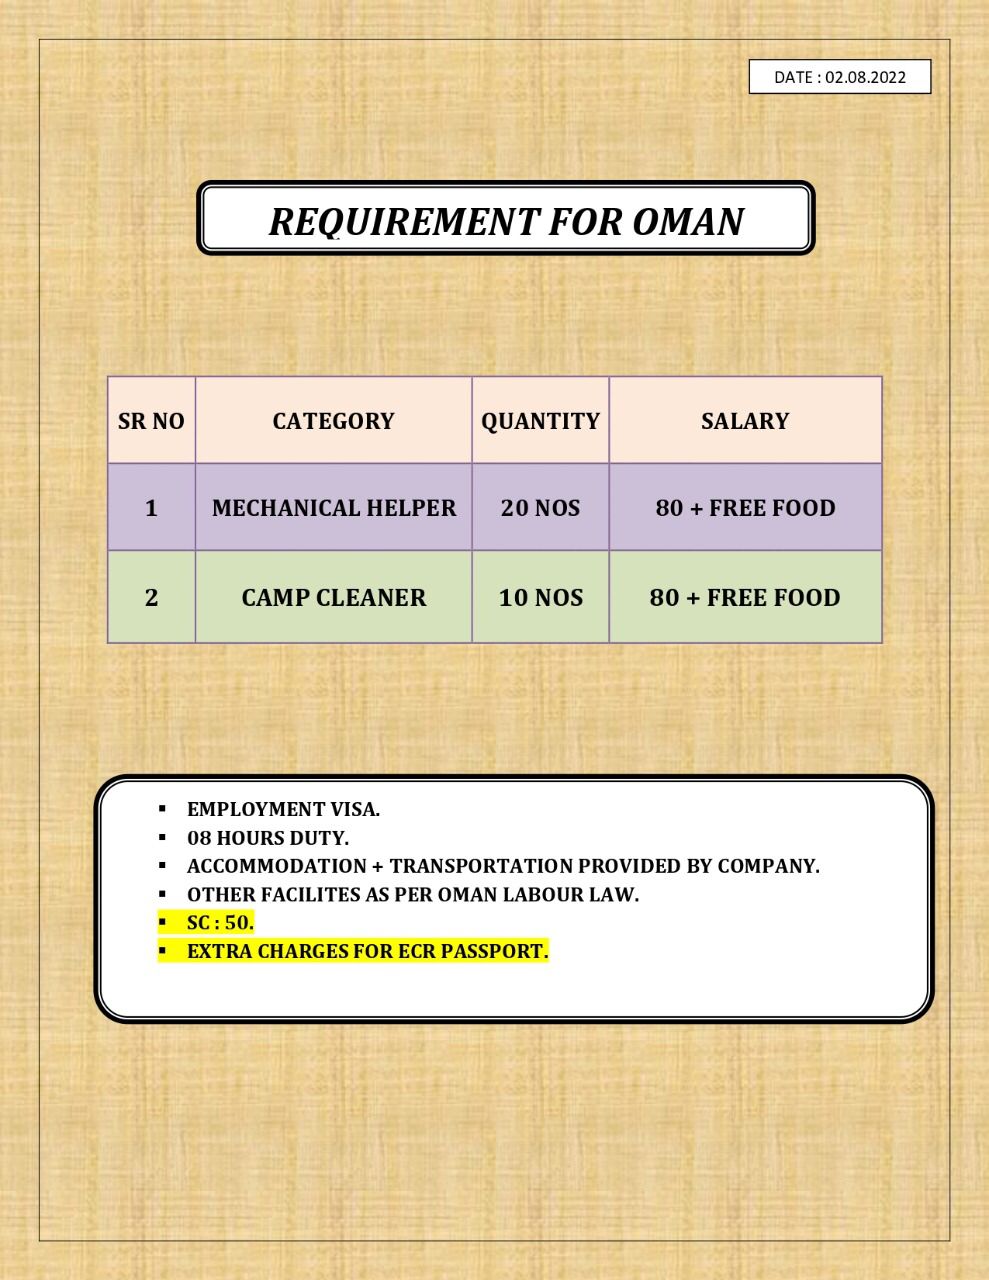 DATE : 02.08.2022
REQUIREMENT FOR OMAN
SR NO CATEGORY QUANTITY SALARY
1 MECHANICAL HELPER 20 NOS 80 + FREE FOOD
2 CAMP CLEANER 10 NOS 80 + FREE FOOD
▪ EMPLOYMENT VISA.
▪ 08 HOURS DUTY.
▪ ACCOMMODATION + TRANSPORTATION PROVIDED BY COMPANY.
▪ OTHER FACILITES AS PER OMAN LABOUR LAW.
▪ SC : 50.
▪ EXTRA CHARGES FOR ECR PASSPORT.